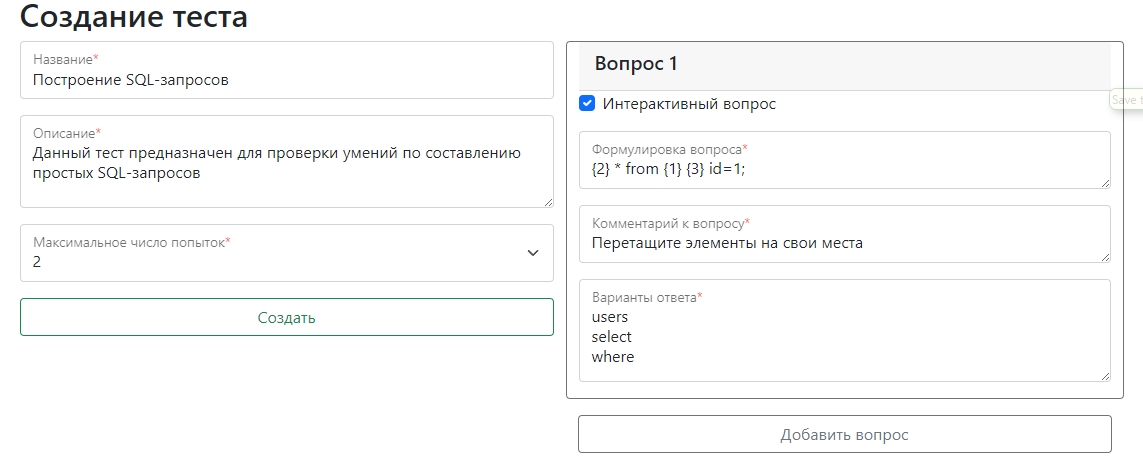 Создание теста
Название*
Построение SQL-запросов
Описание*
Данный тест предназначен для проверки умений по составлению
простых SQL-запросов
Максимальное число попыток*
2
Создать
Вопрос 1
Интерактивный вопрос
Формулировка вопроса*
{2} * from {1} {3} id=1;
Комментарий к вопросу*
Перетащите элементы на свои места
Варианты ответа*
users
select
where
Добавить вопрос
Save t